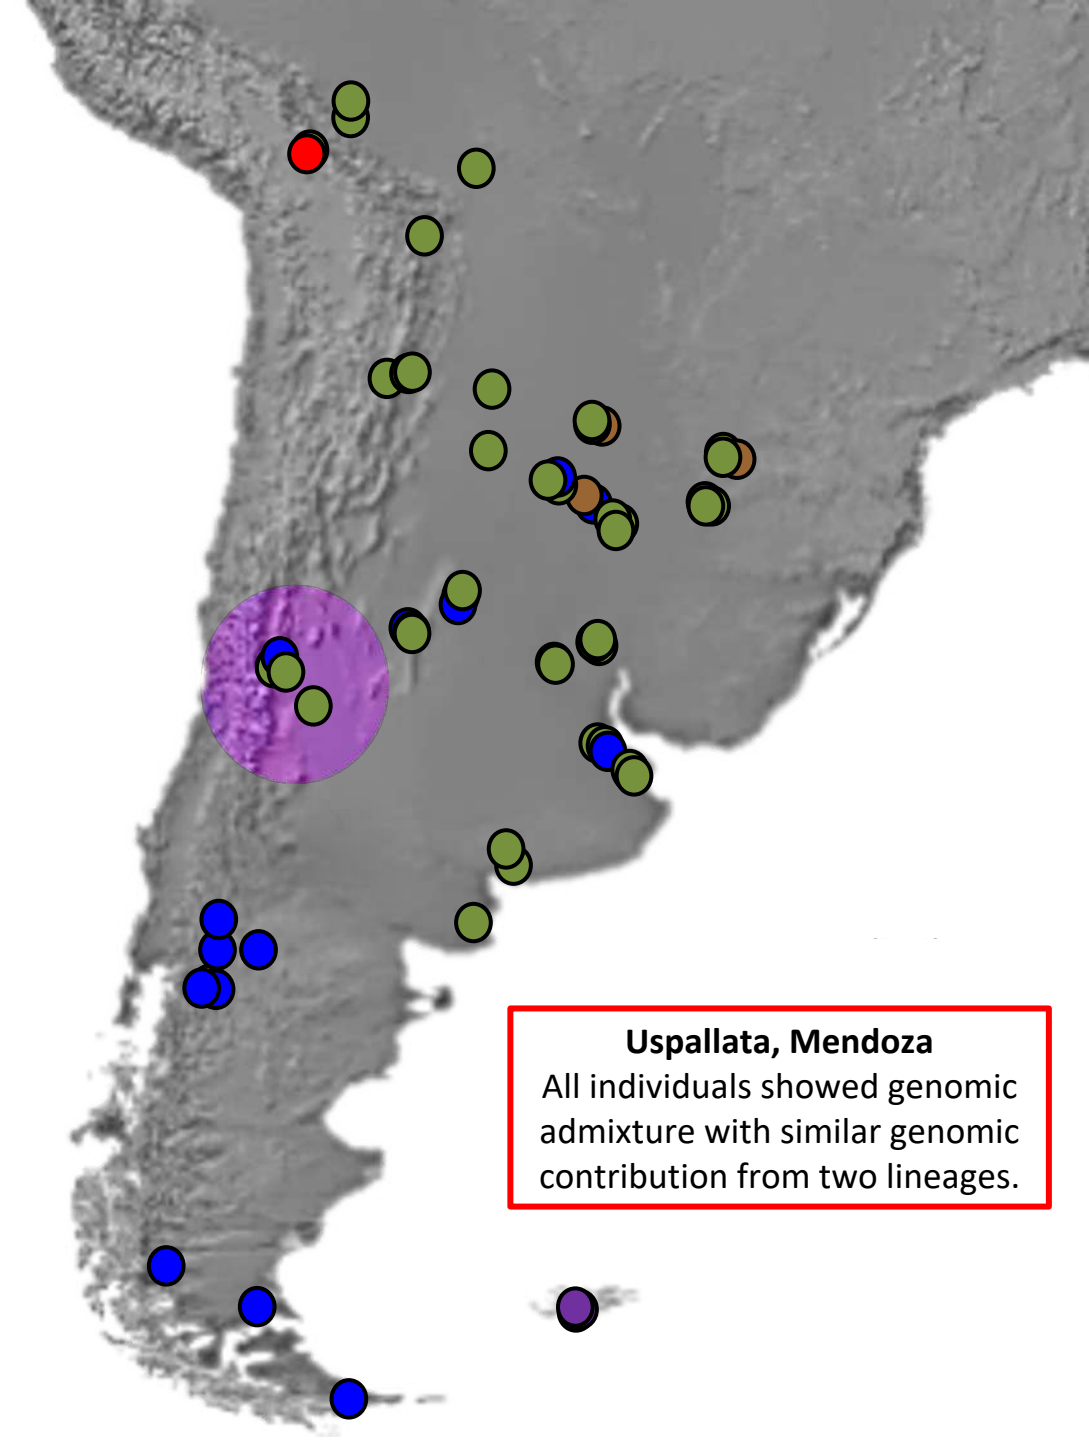 Uspallata, Mendoza
All individuals showed genomic
admixture with similar genomic
contribution from two lineages.